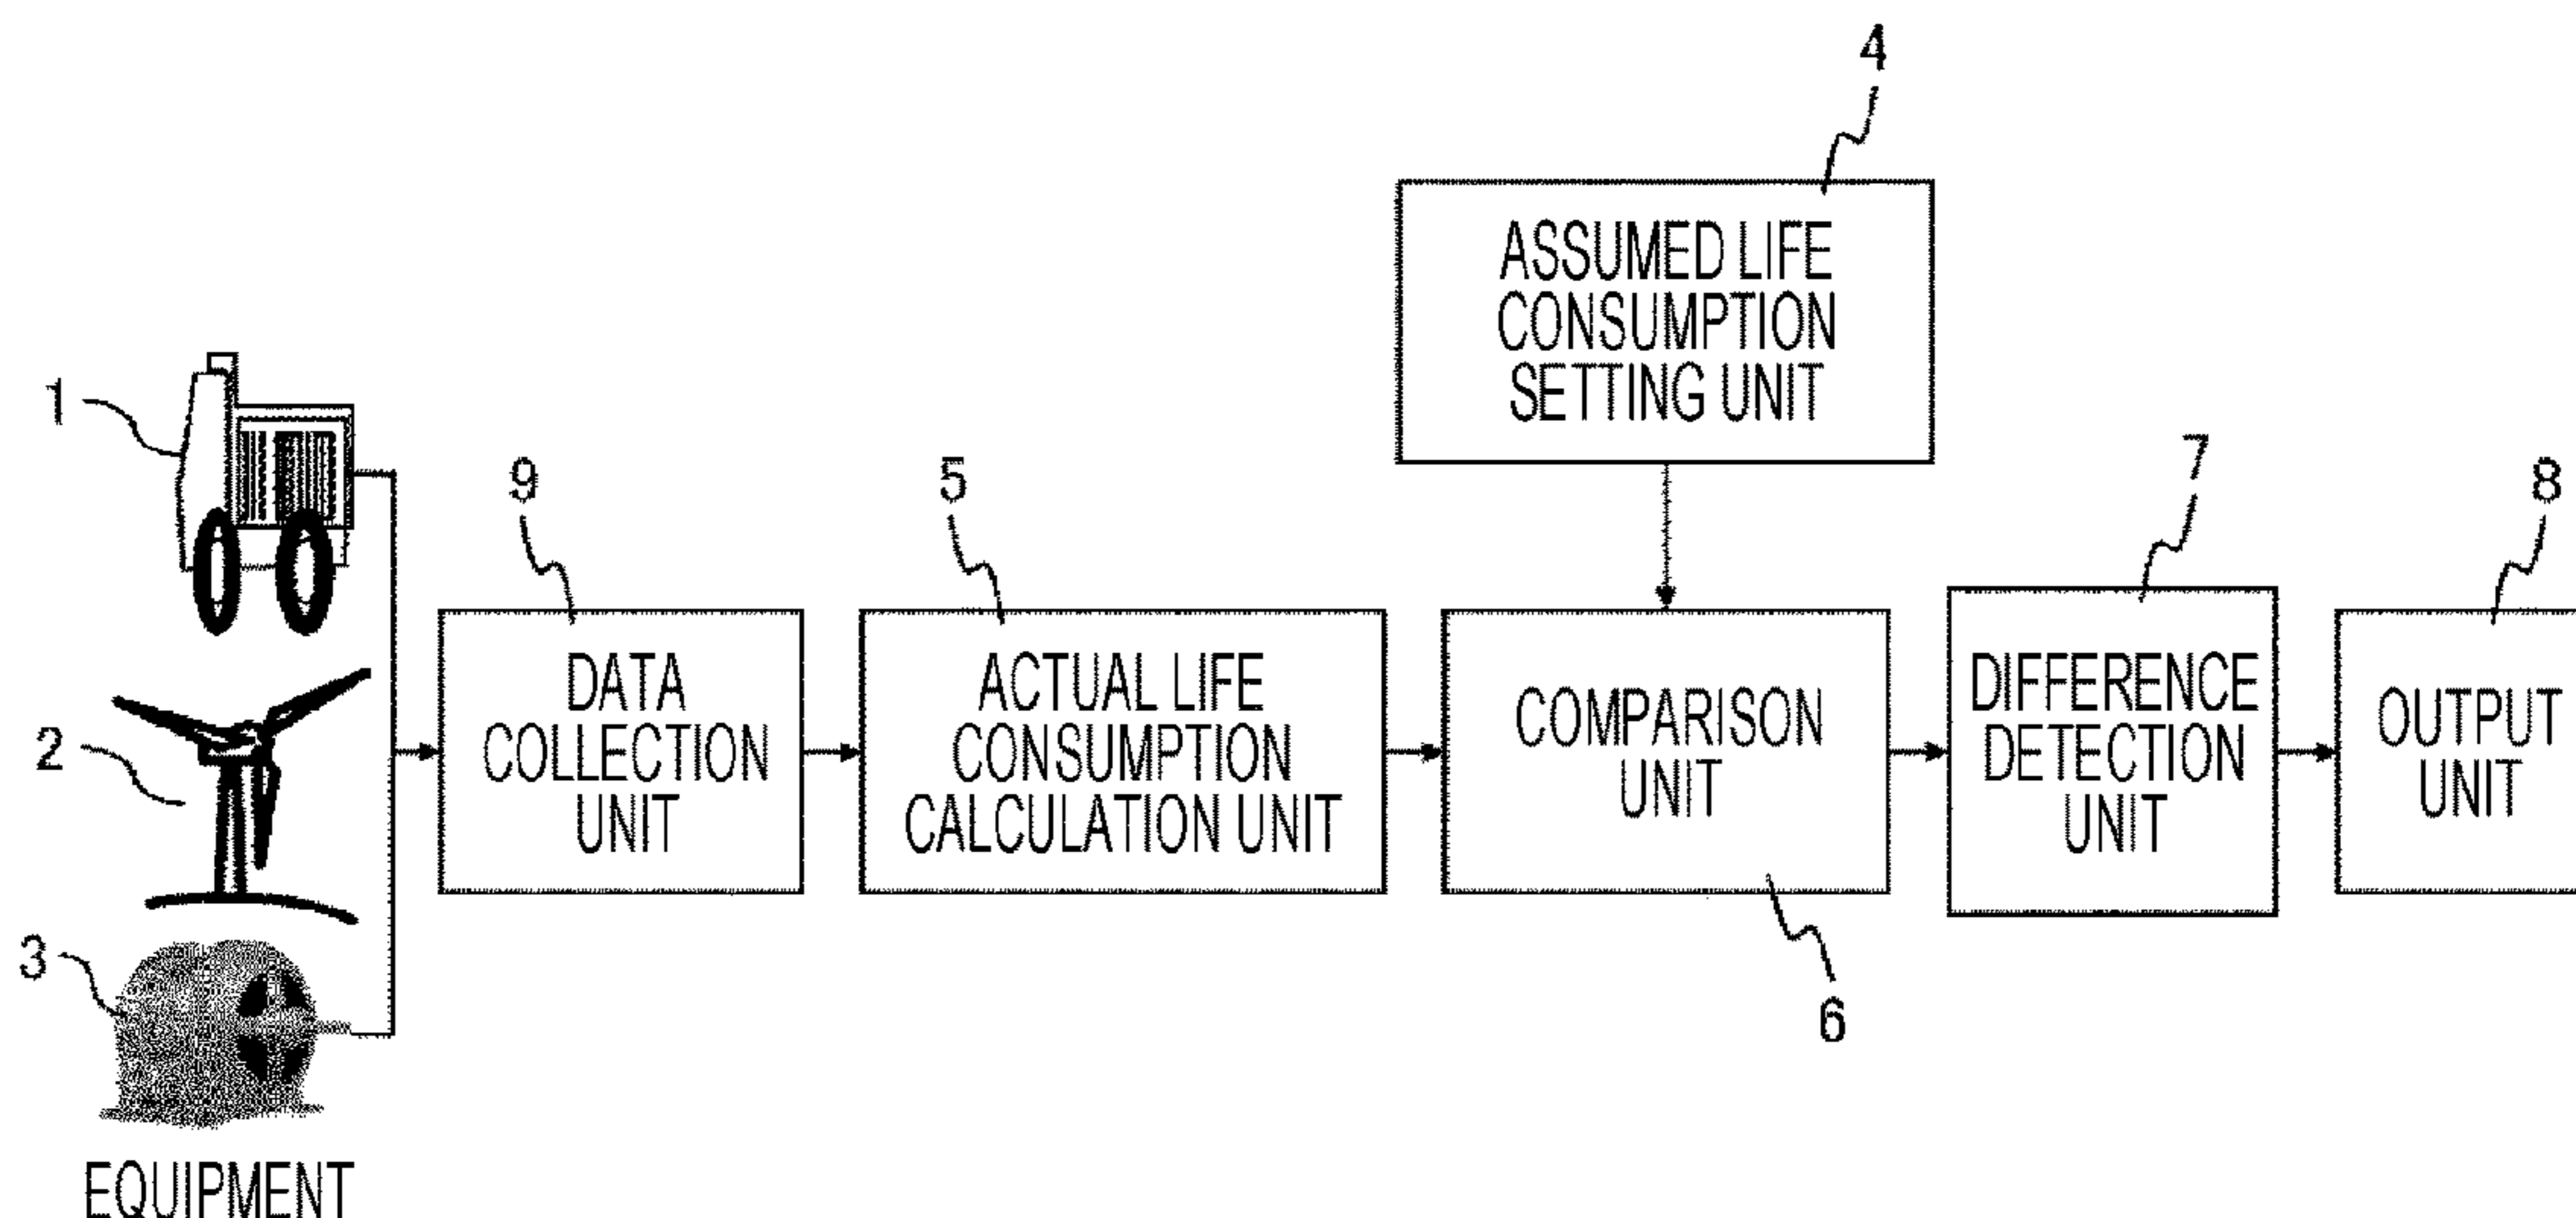 4
ASSUMED LIFE
CONSUMPTION
SETTING UNIT
1
9
5
7
8
DATA
COLLECTION
UNIT
ACTUAL LIFE
CONSUMPTION
CALCULATION UNIT
COMPARISON
UNIT
DIFFERENCE
DETECTION
UNIT
OUTPUT
UNIT
2
3
6
EQUIPMENT